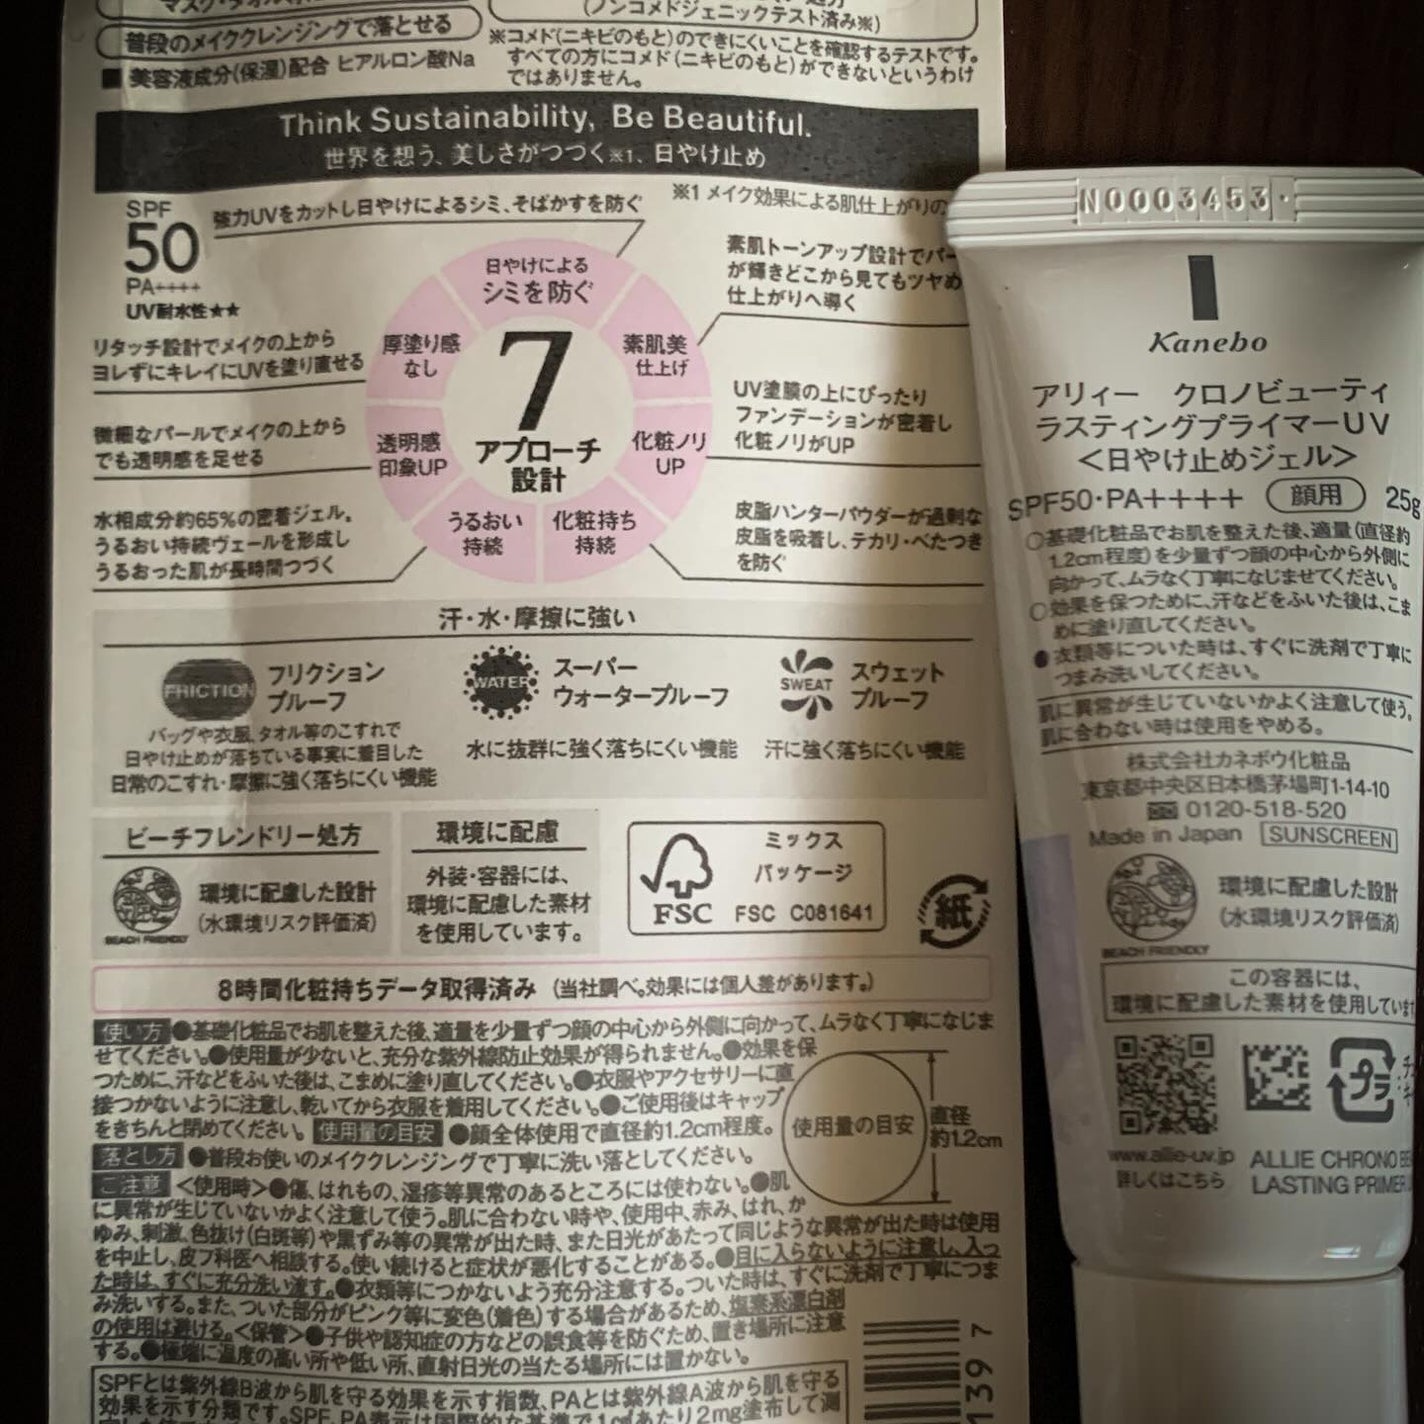 普段のメイククレンジングで落とせる
■ 美容液成分(保湿)配合 ヒアルロン酸Na
(ノンコメドジェニックテスト済み※)
※コメド(ニキビのもと)のできにくいことを確認するテストです。
すべての方にコメド(ニキビのもと)ができないというわけ
ではありません。
Think Sustainability, Be Beautiful.
世界を想う、美しさがつづく※1、日やけ止め
※1 メイク効果による肌仕上がりの
SPF
50
PA++++
UV耐水性★★
強力UVをカットし日やけによるシミ、そばかすを防ぐ
素肌トーンアップ設計でパー
が輝きどこから見てもツヤめ
仕上がりへ導く
リタッチ設計でメイクの上から
ヨレずにキレイにUVを塗り直せる
微細なパールでメイクの上から
でも透明感を足せる
水相成分約65%の密着ジェル。
うるおい持続ヴェールを形成し
うるおった肌が長時間つづく
日やけによる
シミを防ぐ
厚塗り感
なし
素肌美
仕上げ
透明感
印象UP
化粧ノリ
UP
うるおい
持続
化粧持ち
持続
7
アプローチ
設計
UV塗膜の上にぴったり
ファンデーションが密着し
化粧ノリがUP
皮脂ハンターパウダーが過剰な
皮脂を吸着し、テカリ・べたつき
を防ぐ
汗・水・摩擦に強い
FRICTION
フリクション
プルーフ
バッグや衣服、タオル等のこすれで
日やけ止めが落ちている事実に着目した
日常のこすれ・摩擦に強く落ちにくい機能
WATER
スーパー
ウォータープルーフ
水に抜群に強く落ちにくい機能
SWEAT
スウェット
プルーフ
汗に強く落ちにくい機能
ビーチフレンドリー処方
環境に配慮した設計
(水環境リスク評価済)
BEACH FRIENDLY
環境に配慮
外装・容器には、
環境に配慮した素材
を使用しています。
FSC
ミックス
パッケージ
FSC C081641
紙
8時間化粧持ちデータ取得済み (当社調べ。効果には個人差があります。)
使い方 ●基礎化粧品でお肌を整えた後、適量を少量ずつ顔の中心から外側に向かって、ムラなく丁寧になじま
せてください。●使用量が少ないと、充分な紫外線防止効果が得られません。●効果を保
つために、汗などをふいた後は、こまめに塗り直してください。●衣服やアクセサリーに直
接つかないように注意し、乾いてから衣服を着用してください。●ご使用後はキャップ
をきちんと閉めてください。 使用量の目安 ●顔全体使用で直径約1.2cm程度。
落とし方 ●普段お使いのメイククレンジングで丁寧に洗い落としてください。
使用量の目安
直径
約1.2cm
ご注意 <使用時>●傷、はれもの、湿疹等異常のあるところには使わない。●肌
に異常が生じていないかよく注意して使う。肌に合わない時や、使用中、赤み、はれ、か
ゆみ、刺激、色抜け(白斑等)や黒ずみ等の異常が出た時、また日光があたって同じような異常が出た時は使用
を中止し、皮フ科医へ相談する。使い続けると症状が悪化することがある。●目に入らないように注意し、入っ
た時は、すぐに充分洗い流す。●衣類等につかないよう充分注意する。ついた時は、すぐに洗剤で丁寧につま
み洗いする。また、ついた部分がピンク等に変色(着色)する場合があるため、塩素系漂白剤
の使用は避ける。<保管>●子供や認知症の方などの誤食等を防ぐため、置き場所に注意
する。●極端に温度の高い所や低い所、直射日光の当たる場所には置かない。
SPFとは紫外線B波から肌を守る効果を示す指数、PAとは紫外線A波から肌を守る
効果を示す分類です。SPF、PA表示は国際的な基準で1c㎡あたり2mg塗布して測
139 7
N0003453
Kanebo
アリィー クロノビューティ
ラスティングプライマーUV
<日やけ止めジェル>
SPF50・PA++++ 顔用 25g
○基礎化粧品でお肌を整えた後、適量(直径約
1.2cm程度)を少量ずつ顔の中心から外側に
向かって、ムラなく丁寧になじませてください。
○効果を保つために、汗などをふいた後は、こま
めに塗り直してください。
●衣類等についた時は、すぐに洗剤で丁寧に
つまみ洗いしてください。
肌に異常が生じていないかよく注意して使う。
肌に合わない時は使用をやめる。
株式会社カネボウ化粧品
東京都中央区日本橋茅場町1-14-10
0120-518-520
Made in Japan SUNSCREEN
環境に配慮した設計
(水環境リスク評価済)
BEACH FRIENDLY
この容器には、
環境に配慮した素材を使用していま
プラ
www.allie-uv.jp
詳しくはこちら
ALLIE CHRONO BE
LASTING PRIMER